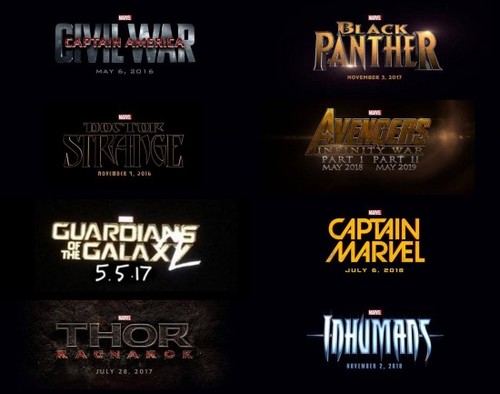 MARVEL
CAPTAIN AMERICA
CIVIL WAR
MAY 6, 2016
MARVEL
DOCTOR
STRANGE
NOVEMBER 4, 2016
GUARDIANS
OF THE GALAXY 2
5.5.17
MARVEL
THOR
RAGNAROK
JULY 28, 2017
MARVEL
BLACK
PANTHER
NOVEMBER 3, 2017
MARVEL
AVENGERS
INFINITY WAR
PART I PART II
MAY 2018 MAY 2019
MARVEL
CAPTAIN
MARVEL
JULY 6, 2018
MARVEL
INHUMANS
NOVEMBER 2, 2018